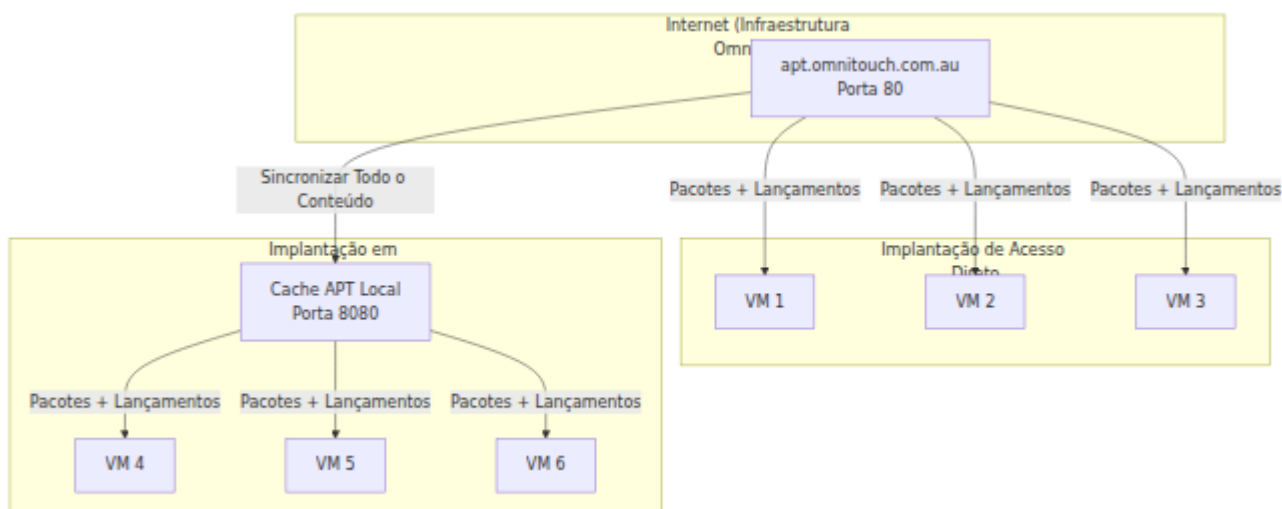 Internet (Infraestrutura
apt.omnitouch.com.au
Porta 80
Sincronizar Todo o
Conteúdo
Pacotes + Lançamentos
Pacotes + Lançamentos
Pacotes + Lançamentos
Implantação em
Cache APT Local
Porta 8080
Implantação de Acesso
Direto
VM 1
VM 2
VM 3
Pacotes + Lançamentos
Pacotes + Lançamentos
Pacotes + Lançamentos
VM 4
VM 5
VM 6